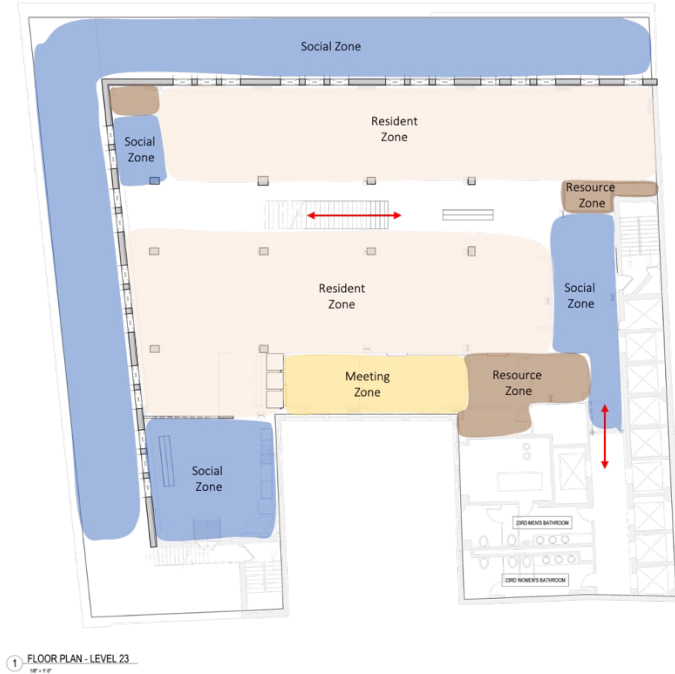 Social Zone
Resident
Zone
Social
Zone
Resource
Zone
Resident
Zone
Social
Zone
Meeting
Zone
Resource
Zone
Social
Zone
23RD MEN'S BATHROOM
23RD WOMEN'S BATHROOM
1 FLOOR PLAN - LEVEL 23